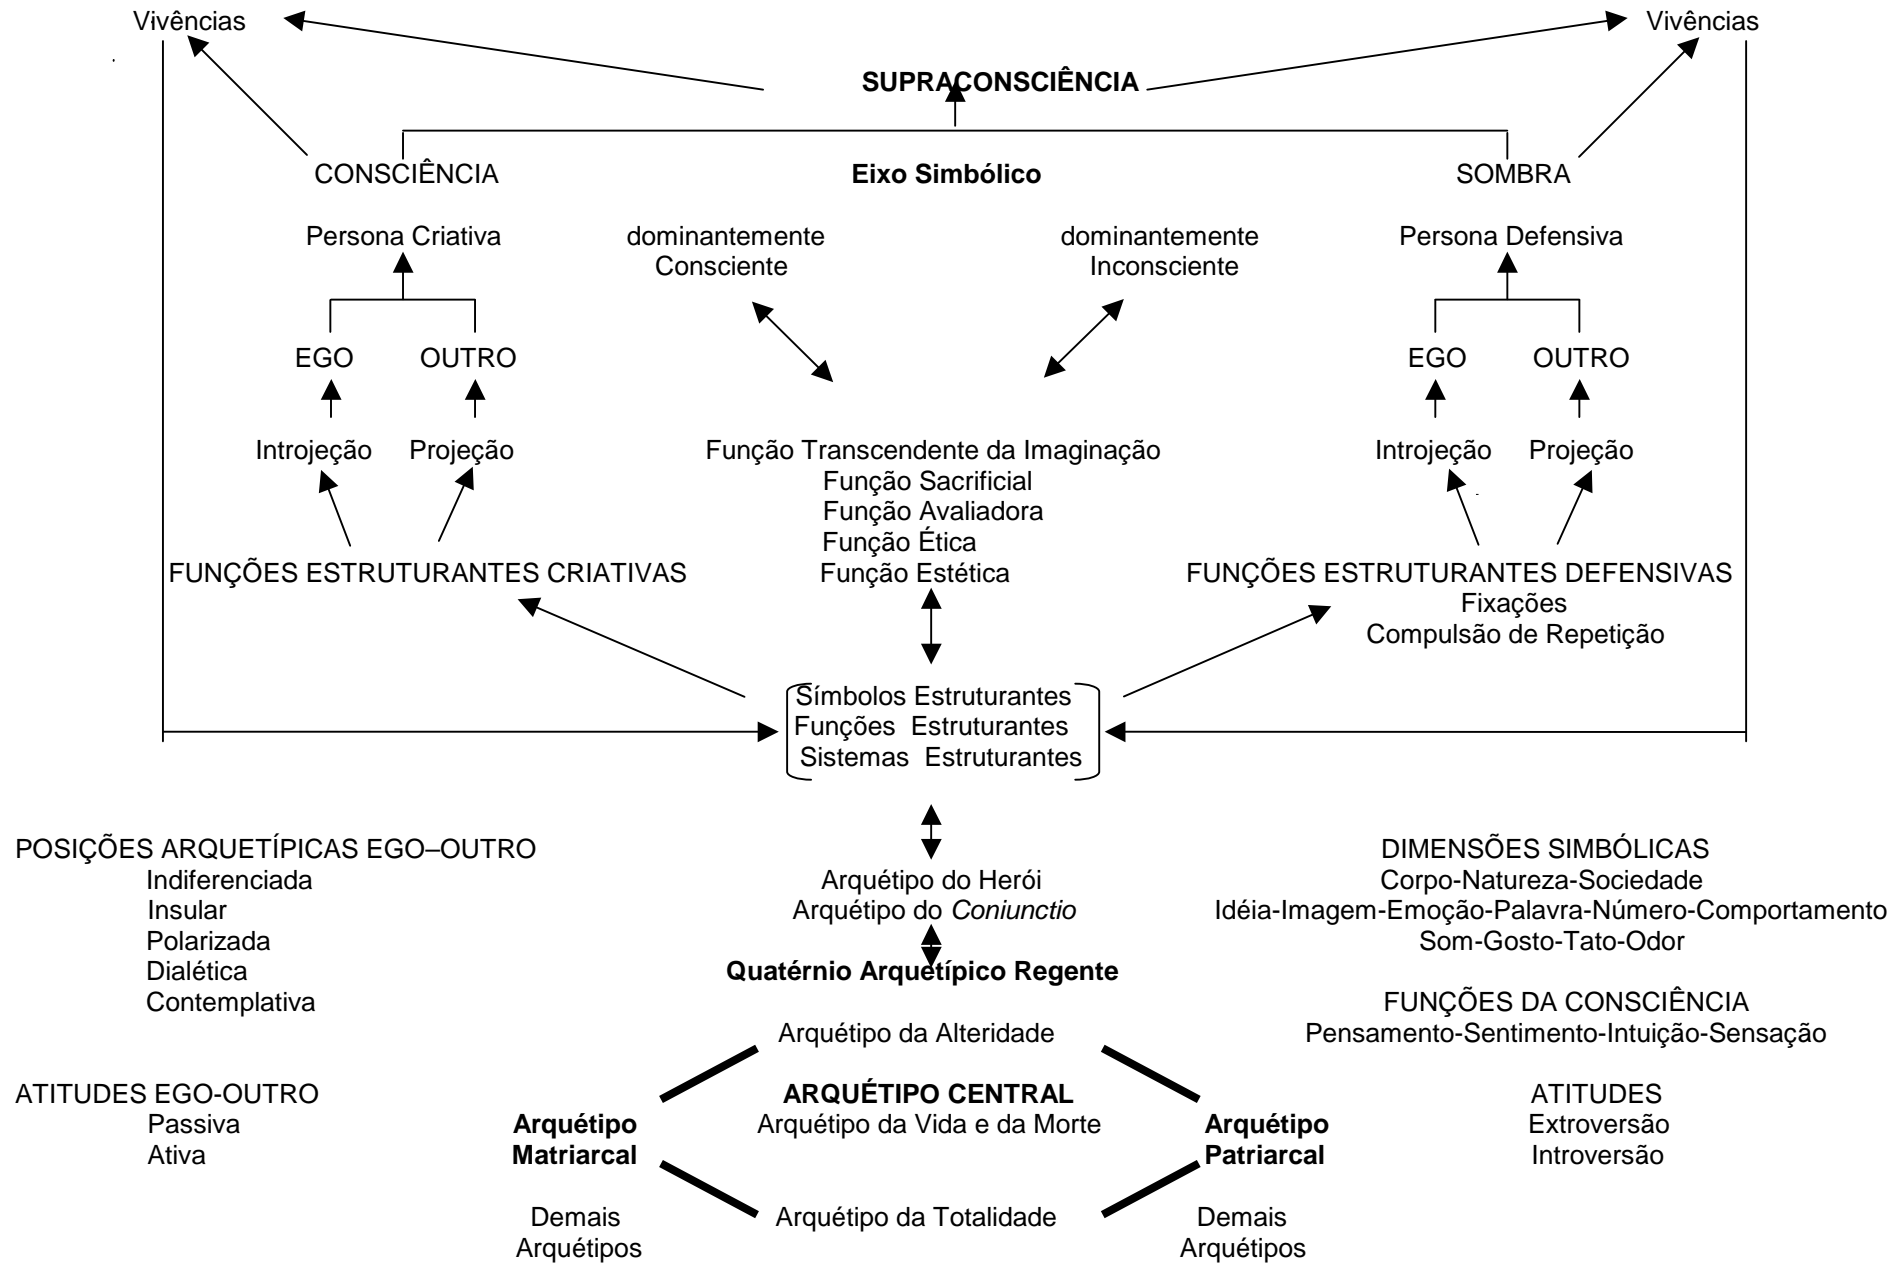 Vivências
Vivências
SUPRACONSCIÊNCIA
CONSCIÊNCIA
Eixo Simbólico
SOMBRA
Persona Criativa
dominantemente
Consciente
dominantemente
Inconsciente
Persona Defensiva
EGO
OUTRO
EGO
OUTRO
Introjeção
Projeção
Função Transcendente da Imaginação
Função Sacrificial
Função Avaliadora
Função Ética
Função Estética
Introjeção
Projeção
FUNÇÕES ESTRUTURANTES CRIATIVAS
FUNÇÕES ESTRUTURANTES DEFENSIVAS
Fixações
Compulsão de Repetição
Símbolos Estruturantes
Funções Estruturantes
Sistemas Estruturantes
POSIÇÕES ARQUETÍPICAS EGO–OUTRO
Indiferenciada
Insular
Polarizada
Dialética
Contemplativa
Arquétipo do Herói
Arquétipo do Coniunctio
Quatérnio Arquetípico Regente
DIMENSÕES SIMBÓLICAS
Corpo-Natureza-Sociedade
Idéia-Imagem-Emoção-Palavra-Número-Comportamento
Som-Gosto-Tato-Odor
FUNÇÕES DA CONSCIÊNCIA
Pensamento-Sentimento-Intuição-Sensação
Arquétipo da Alteridade
ATITUDES EGO-OUTRO
Passiva
Ativa
Arquétipo
Matriarcal
ARQUÉTIPO CENTRAL
Arquétipo da Vida e da Morte
Arquétipo
Patriarcal
ATITUDES
Extroversão
Introversão
Demais
Arquétipos
Arquétipo da Totalidade
Demais
Arquétipos